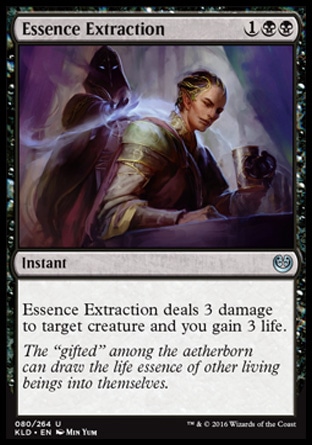 Essence Extraction 1
Instant
Essence Extraction deals 3 damage
to target creature and you gain 3 life.
The "gifted" among the aetherborn
can draw the life essence of other living
beings into themselves.
080/264 U
KLD • EN Min Yum
™ & © 2016 Wizards of the Coast